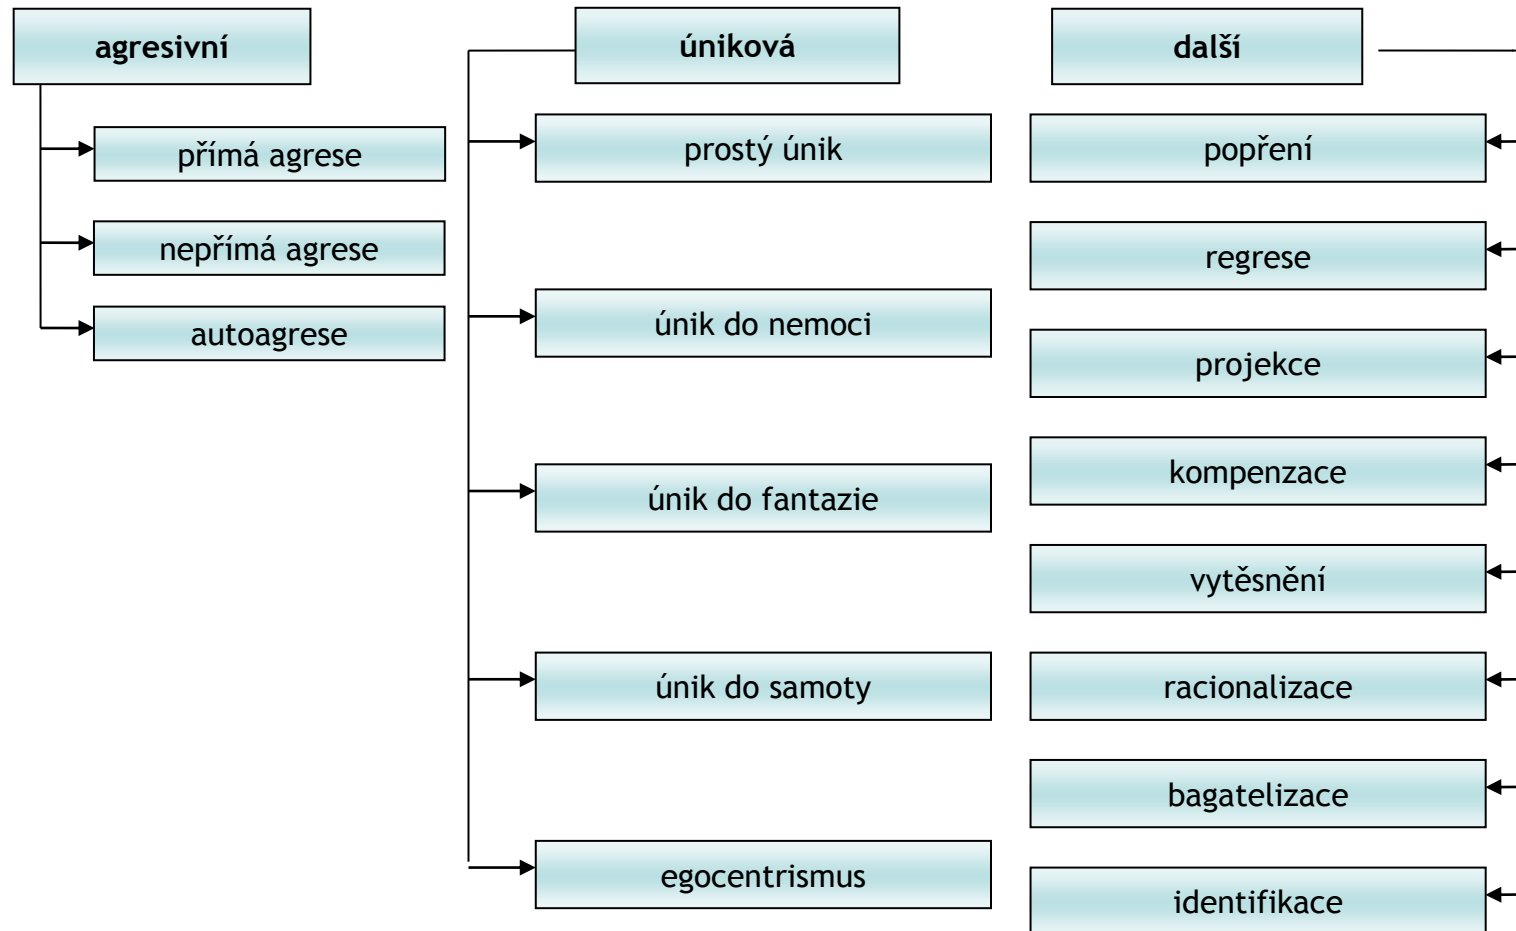 agresivní
přímá agrese
nepřímá agrese
autoagrese
úniková
prostý únik
únik do nemoci
únik do fantazie
únik do samoty
egocentrismus
další
popření
regrese
projekce
kompenzace
vytěsnění
racionalizace
bagatelizace
identifikace